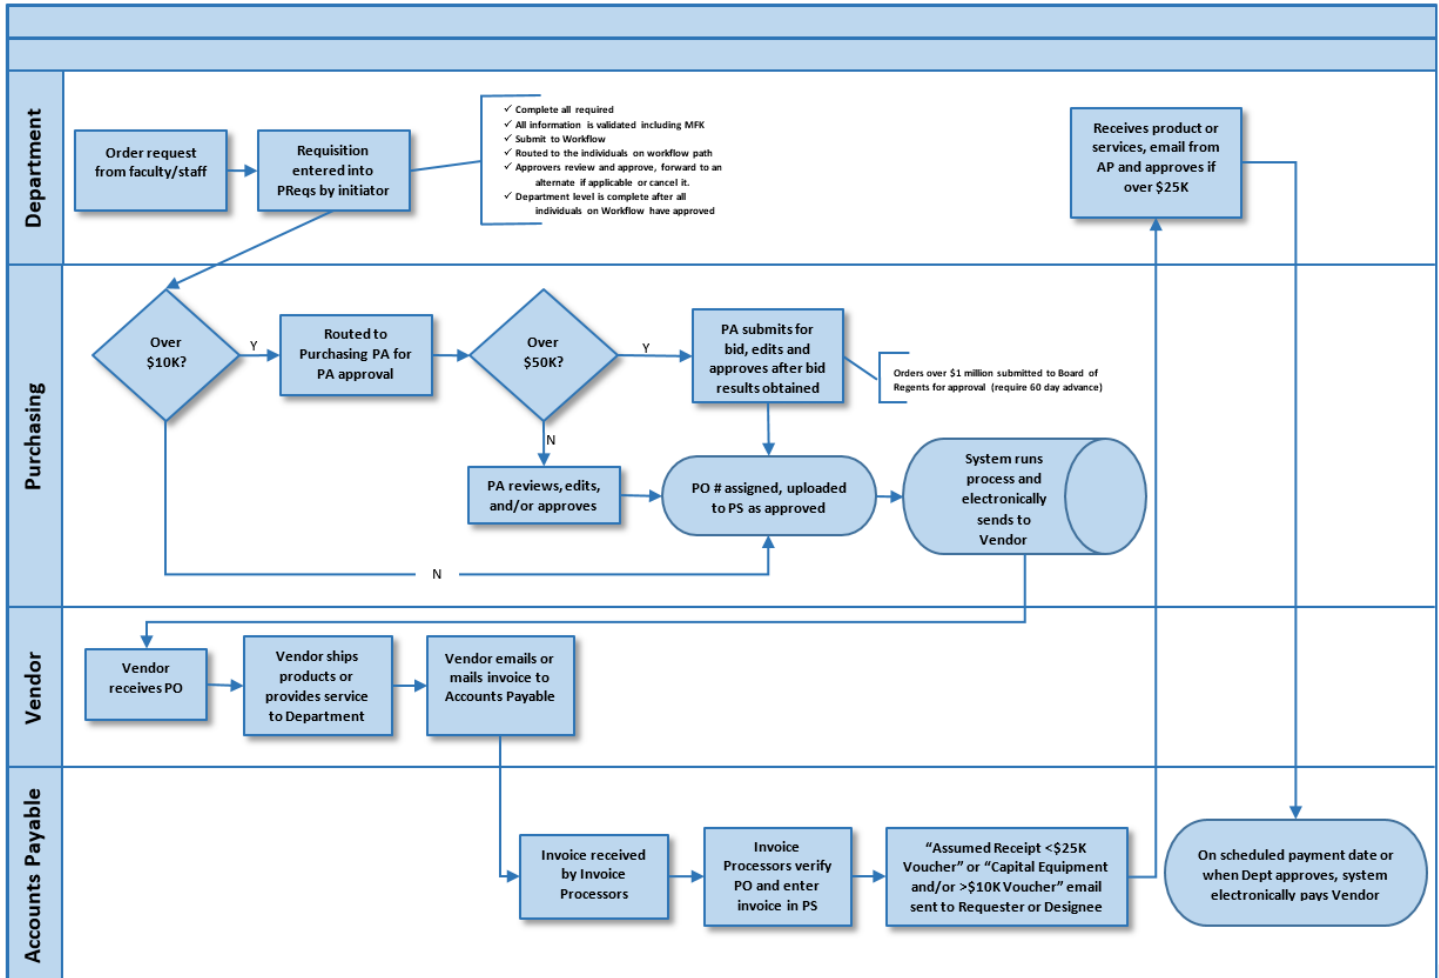 Department
Order request
from faculty/staff
Requisition
entered into
PReqs by initiator
✓ Complete all required
✓ All information is validated including MFK
✓ Submit to Workflow
✓ Routed to the individuals on workflow path
✓ Approvers review and approve, forward to an
alternate if applicable or cancel it.
✓ Department level is complete after all
individuals on Workflow have approved
Receives product or
services, email from
AP and approves if
over $25K
Purchasing
Over
$10K?
Y
Routed to
Purchasing PA for
PA approval
Over
$50K?
Y
PA submits for
bid, edits and
approves after bid
results obtained
Orders over $1 million submitted to Board of
Regents for approval (require 60 day advance)
N
PA reviews, edits,
and/or approves
PO # assigned, uploaded
to PS as approved
System runs
process and
electronically
sends to
Vendor
N
Vendor
Vendor
receives PO
Vendor ships
products or
provides service
to Department
Vendor emails or
mails invoice to
Accounts Payable
Accounts Payable
Invoice received
by Invoice
Processors
Invoice
Processors verify
PO and enter
invoice in PS
“Assumed Receipt <$25K
Voucher” or “Capital Equipment
and/or >$10K Voucher” email
sent to Requester or Designee
On scheduled payment date or
when Dept approves, system
electronically pays Vendor